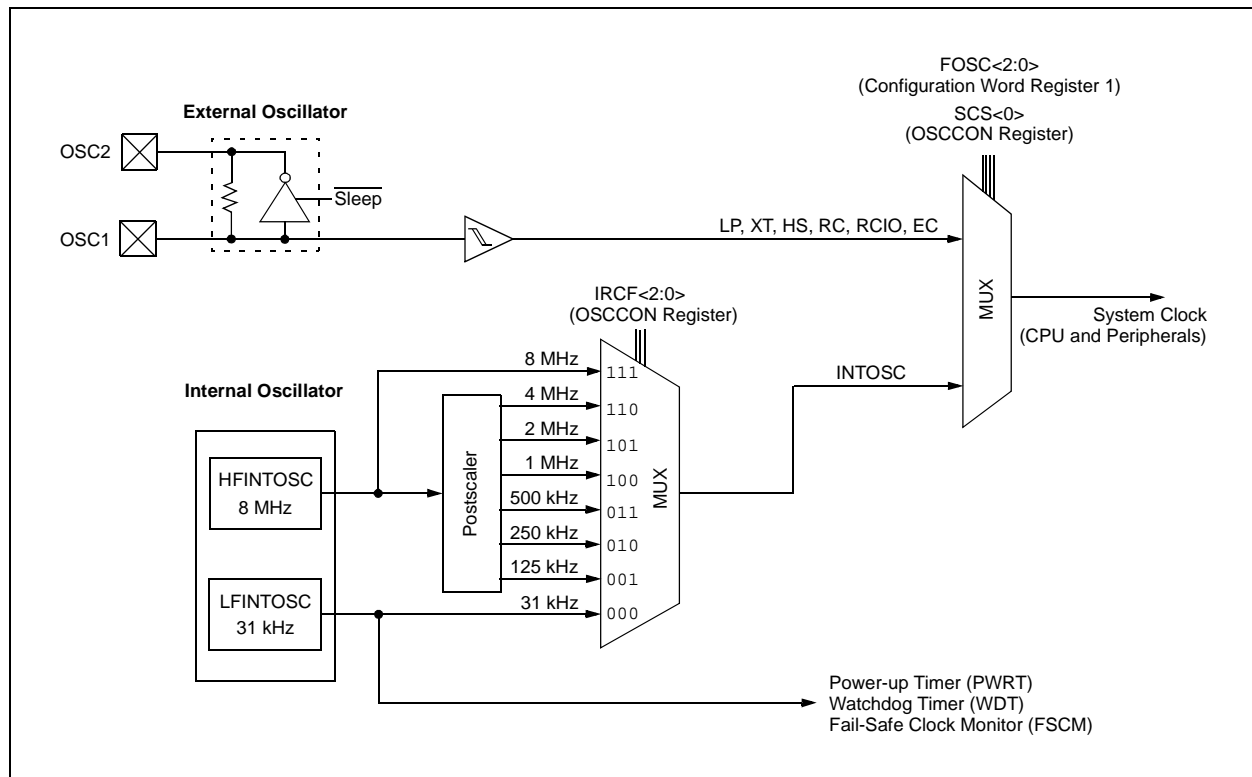 FOSC<2:0>
(Configuration Word Register 1)
SCS<0>
(OSCCON Register)
External Oscillator
OSC2
Sleep
OSC1
LP, XT, HS, RC, RCIO, EC
IRCF<2:0>
(OSCCON Register)
MUX
System Clock
(CPU and Peripherals)
8 MHz
111
INTOSC
Internal Oscillator
4 MHz
110
2 MHz
101
HFINTOSC
8 MHz
Postscaler
1 MHz
100
MUX
500 kHz
011
250 kHz
010
125 kHz
001
LFINTOSC
31 kHz
31 kHz
000
Power-up Timer (PWRT)
Watchdog Timer (WDT)
Fail-Safe Clock Monitor (FSCM)